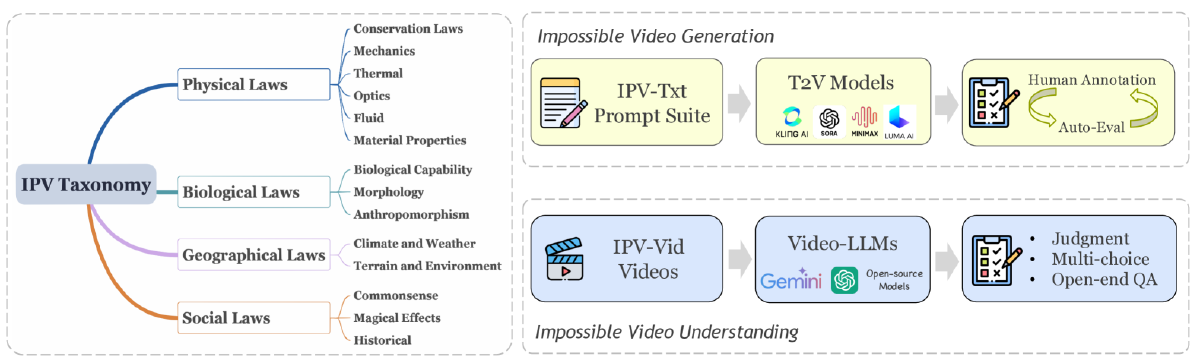 IPV Taxonomy
Physical Laws
Conservation Laws
Mechanics
Thermal
Optics
Fluid
Material Properties
Biological Laws
Biological Capability
Morphology
Anthropomorphism
Geographical Laws
Climate and Weather
Terrain and Environment
Social Laws
Commonsense
Magical Effects
Historical
Impossible Video Generation
IPV-Txt
Prompt Suite
T2V Models
KLING AI
SORA
MINIMAX
LUMA AI
Human Annotation
Auto-Eval
IPV-Vid
Videos
Video-LLMs
Gemini
Open-source
Models
• Judgment
• Multi-choice
• Open-end QA
Impossible Video Understanding